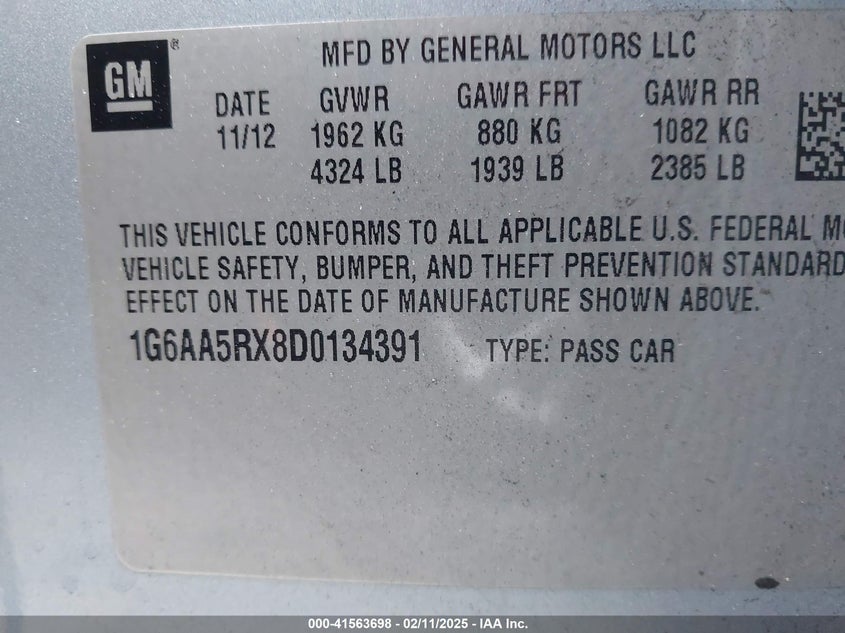 GM ®
MFD BY GENERAL MOTORS LLC
DATE GVWR GAWR FRT GAWR RR
11/12 1962 KG 880 KG 1082 KG
4324 LB 1939 LB 2385 LB
THIS VEHICLE CONFORMS TO ALL APPLICABLE U.S. FEDERAL MO
VEHICLE SAFETY, BUMPER, AND THEFT PREVENTION STANDARD
EFFECT ON THE DATE OF MANUFACTURE SHOWN ABOVE.
1G6AA5RX8D0134391 TYPE: PASS CAR
000-41563698 - 02/11/2025 - IAA Inc.